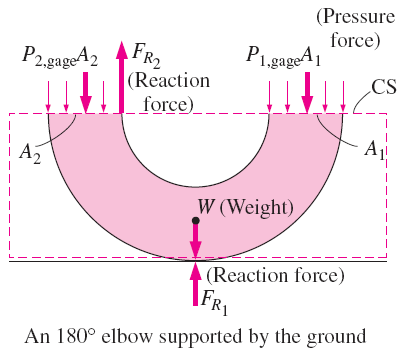 (Pressure
force)
P2,gageA2
FR2
P1,gageA1
(Reaction
force)
CS
A2
A1
W (Weight)
(Reaction force)
FR1
An 180° elbow supported by the ground